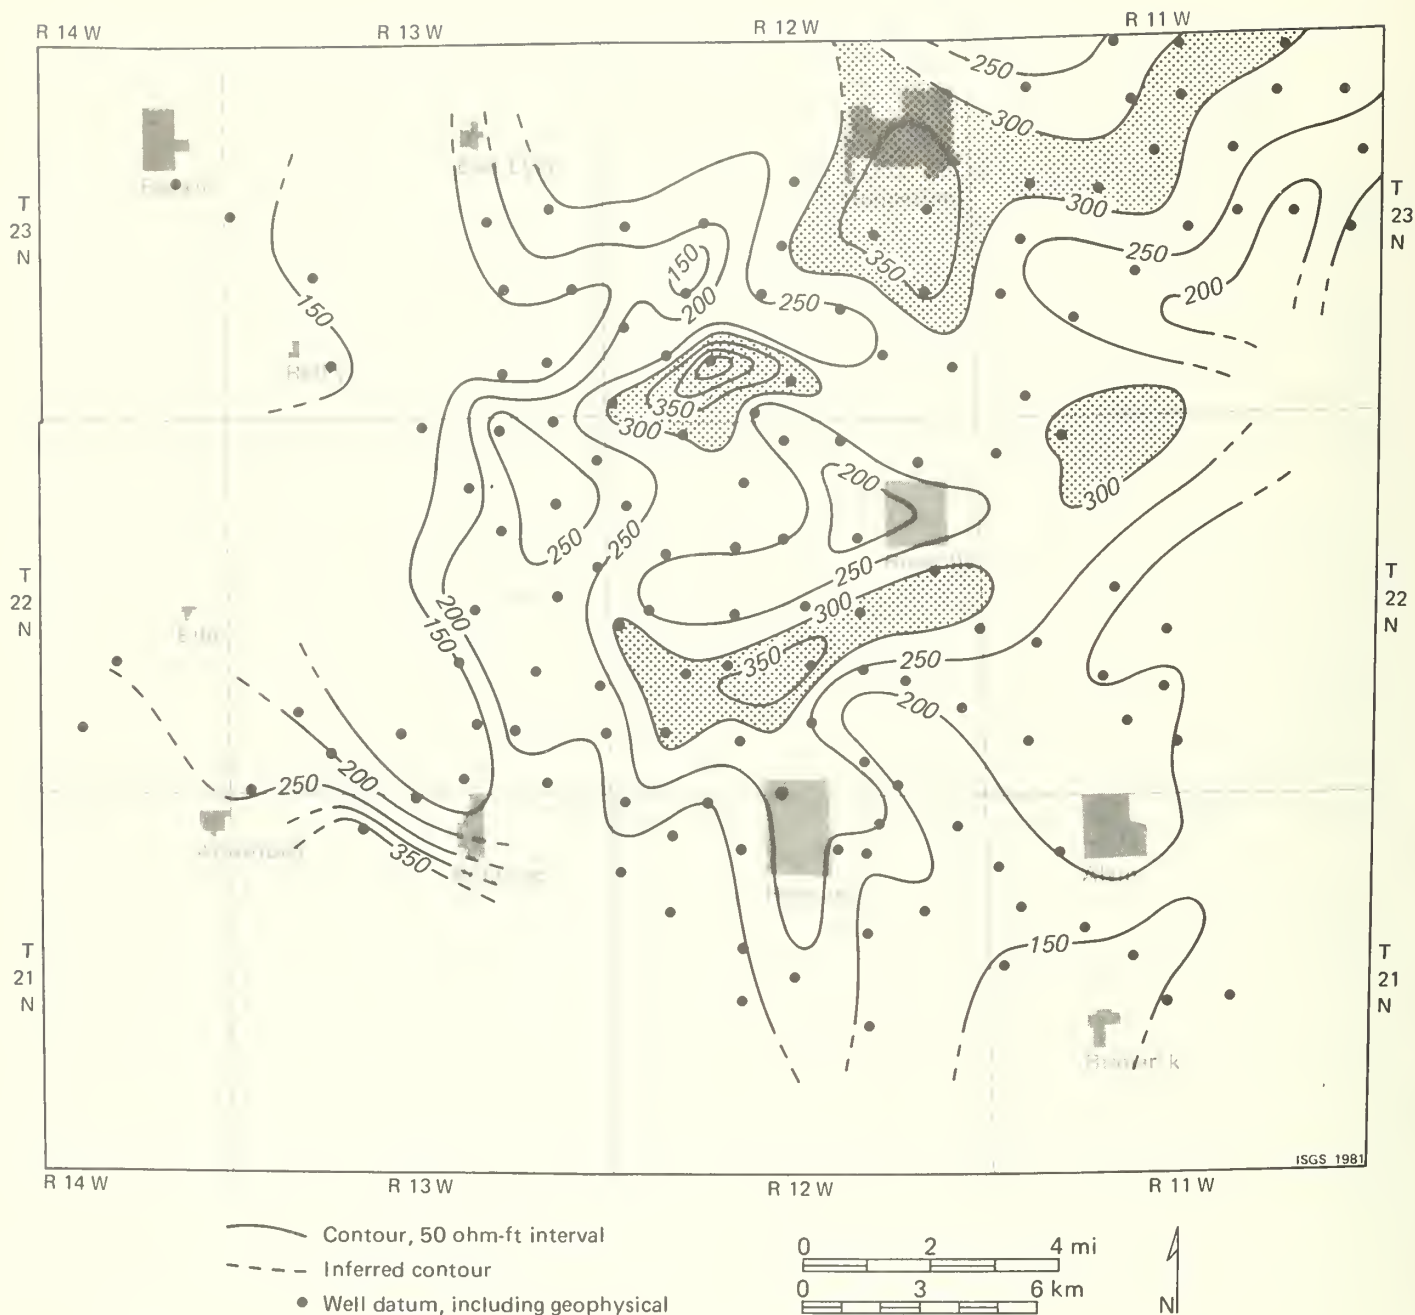 R 14 W R 13 W R 12 W R 11 W
250
300
T
23
N
T
23
N
300
150
350
250
150
200
250
200
350
300
300
200
250
250
T
22
N
T
22
N
250
200
300
150
350
250
200
200
250
350
T
21
N
T
21
N
150
ISGS 1981
R 14 W R 13 W R 12 W R 11 W
Contour, 50 ohm-ft interval
Inferred contour
Well datum, including geophysical
0 2 4 mi
0 3 6 km
N